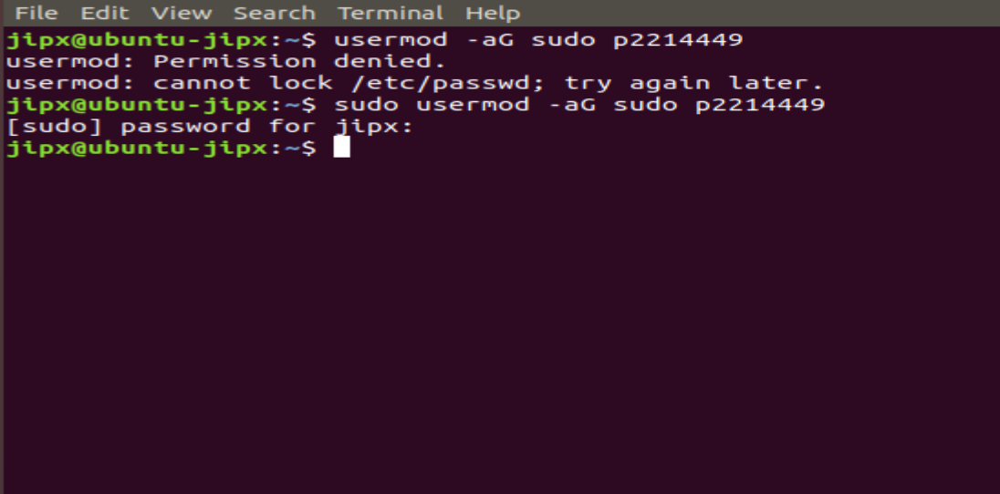 File Edit View Search Terminal Help
jipx@ubuntu-jipx:~$ usermod -aG sudo p2214449
usermod: Permission denied.
usermod: cannot lock /etc/passwd; try again later.
jipx@ubuntu-jipx:~$ sudo usermod -aG sudo p2214449
[sudo] password for jipx:
jipx@ubuntu-jipx:~$